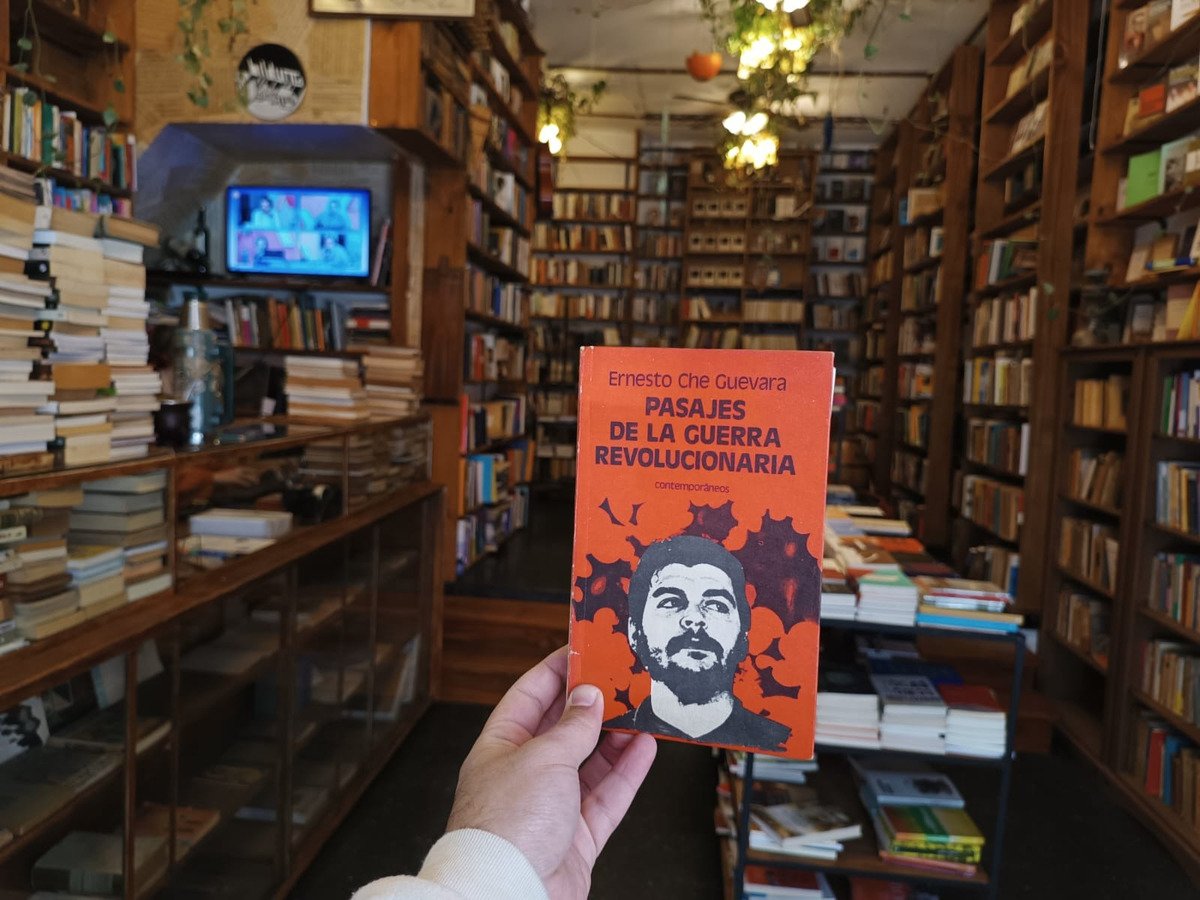 Ernesto Che Guevara
PASAJES
DE LA GUERRA
REVOLUCIONARIA
contemporáneos